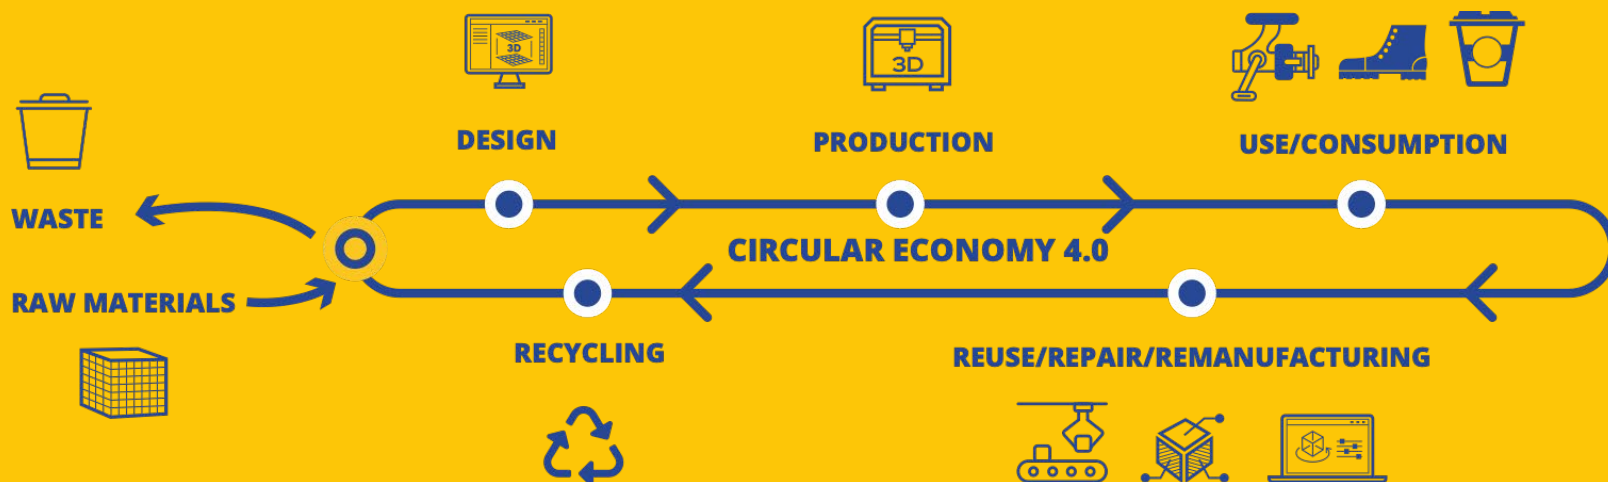 3D
3D
DESIGN
PRODUCTION
USE/CONSUMPTION
WASTE
CIRCULAR ECONOMY 4.0
RAW MATERIALS
RECYCLING
REUSE/REPAIR/REMANUFACTURING